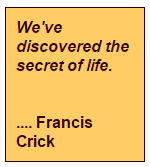 We've
discovered the
secret of life.
.... Francis
Crick